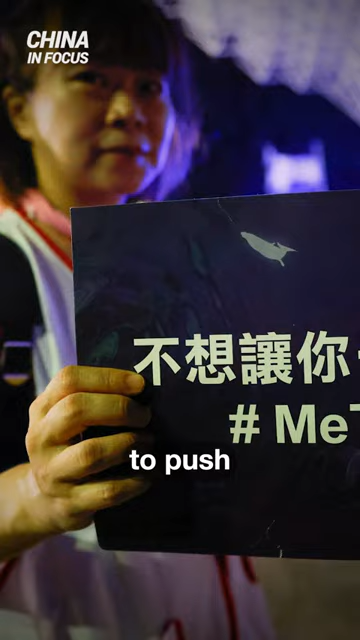 CHINA
IN FOCUS
不想讓你
# MeT
to push